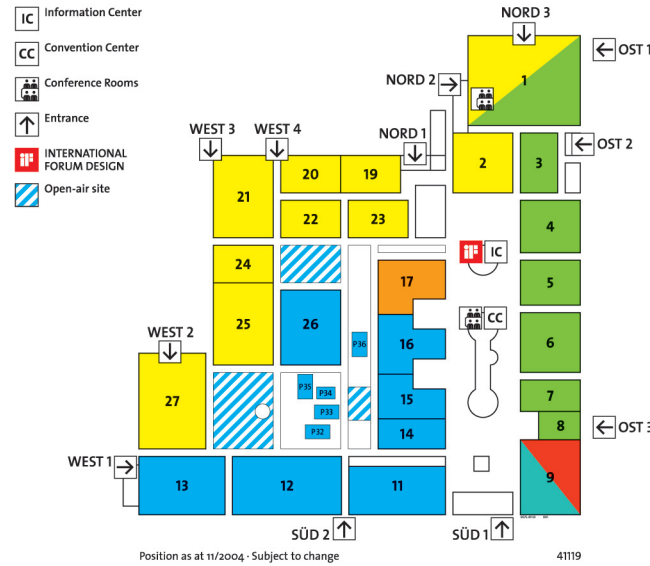 IC Information Center
CC Convention Center
Conference Rooms
Entrance
iF INTERNATIONAL
FORUM DESIGN
Open-air site
NORD 3
OST 1
1
NORD 2
WEST 3 WEST 4
NORD 1
OST 2
20 19
2
3
21
22 23
4
24
iF IC
17
5
25
26
P36
16
CC
6
WEST 2
27
P35
P34
P33
P32
15
7
14
8
OST 3
WEST 1
13
12
11
9
SÜD 2
SÜD 1
Position as at 11/2004 · Subject to change
41119